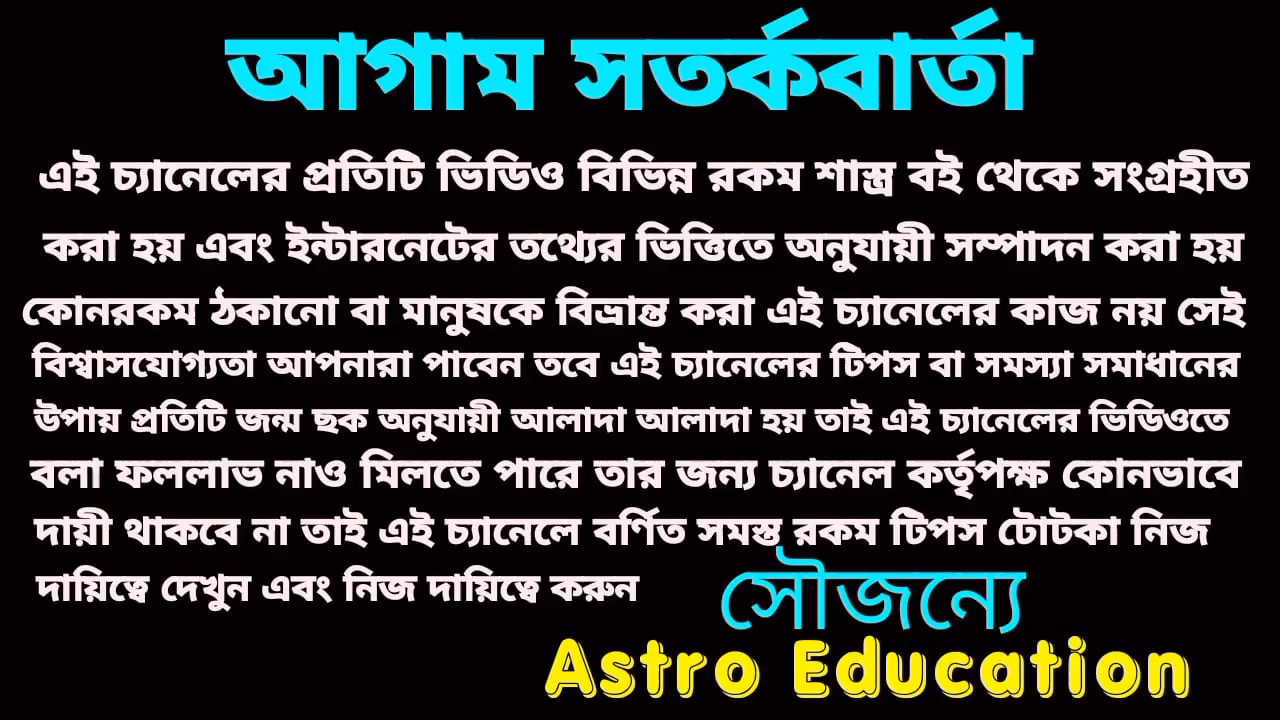 আগাম সতর্কবার্তা
এই চ্যানেলের প্রতিটি ভিডিও বিভিন্ন রকম শাস্ত্র বই থেকে সংগ্রহীত
করা হয় এবং ইন্টারনেটের তথ্যের ভিত্তিতে অনুযায়ী সম্পাদন করা হয়
কোনরকম ঠকানো বা মানুষকে বিভ্রান্ত করা এই চ্যানেলের কাজ নয় সেই
বিশ্বাসযোগ্যতা আপনারা পাবেন তবে এই চ্যানেলের টিপস বা সমস্যা সমাধানের
উপায় প্রতিটি জন্ম ছক অনুযায়ী আলাদা আলাদা হয় তাই এই চ্যানেলের ভিডিওতে
বলা ফললাভ নাও মিলতে পারে তার জন্য চ্যানেল কর্তৃপক্ষ কোনভাবে
দায়ী থাকবে না তাই এই চ্যানেলে বর্ণিত সমস্ত রকম টিপস টোটকা নিজ
দায়িত্বে দেখুন এবং নিজ দায়িত্বে করুন
সৌজন্যে
Astro Education